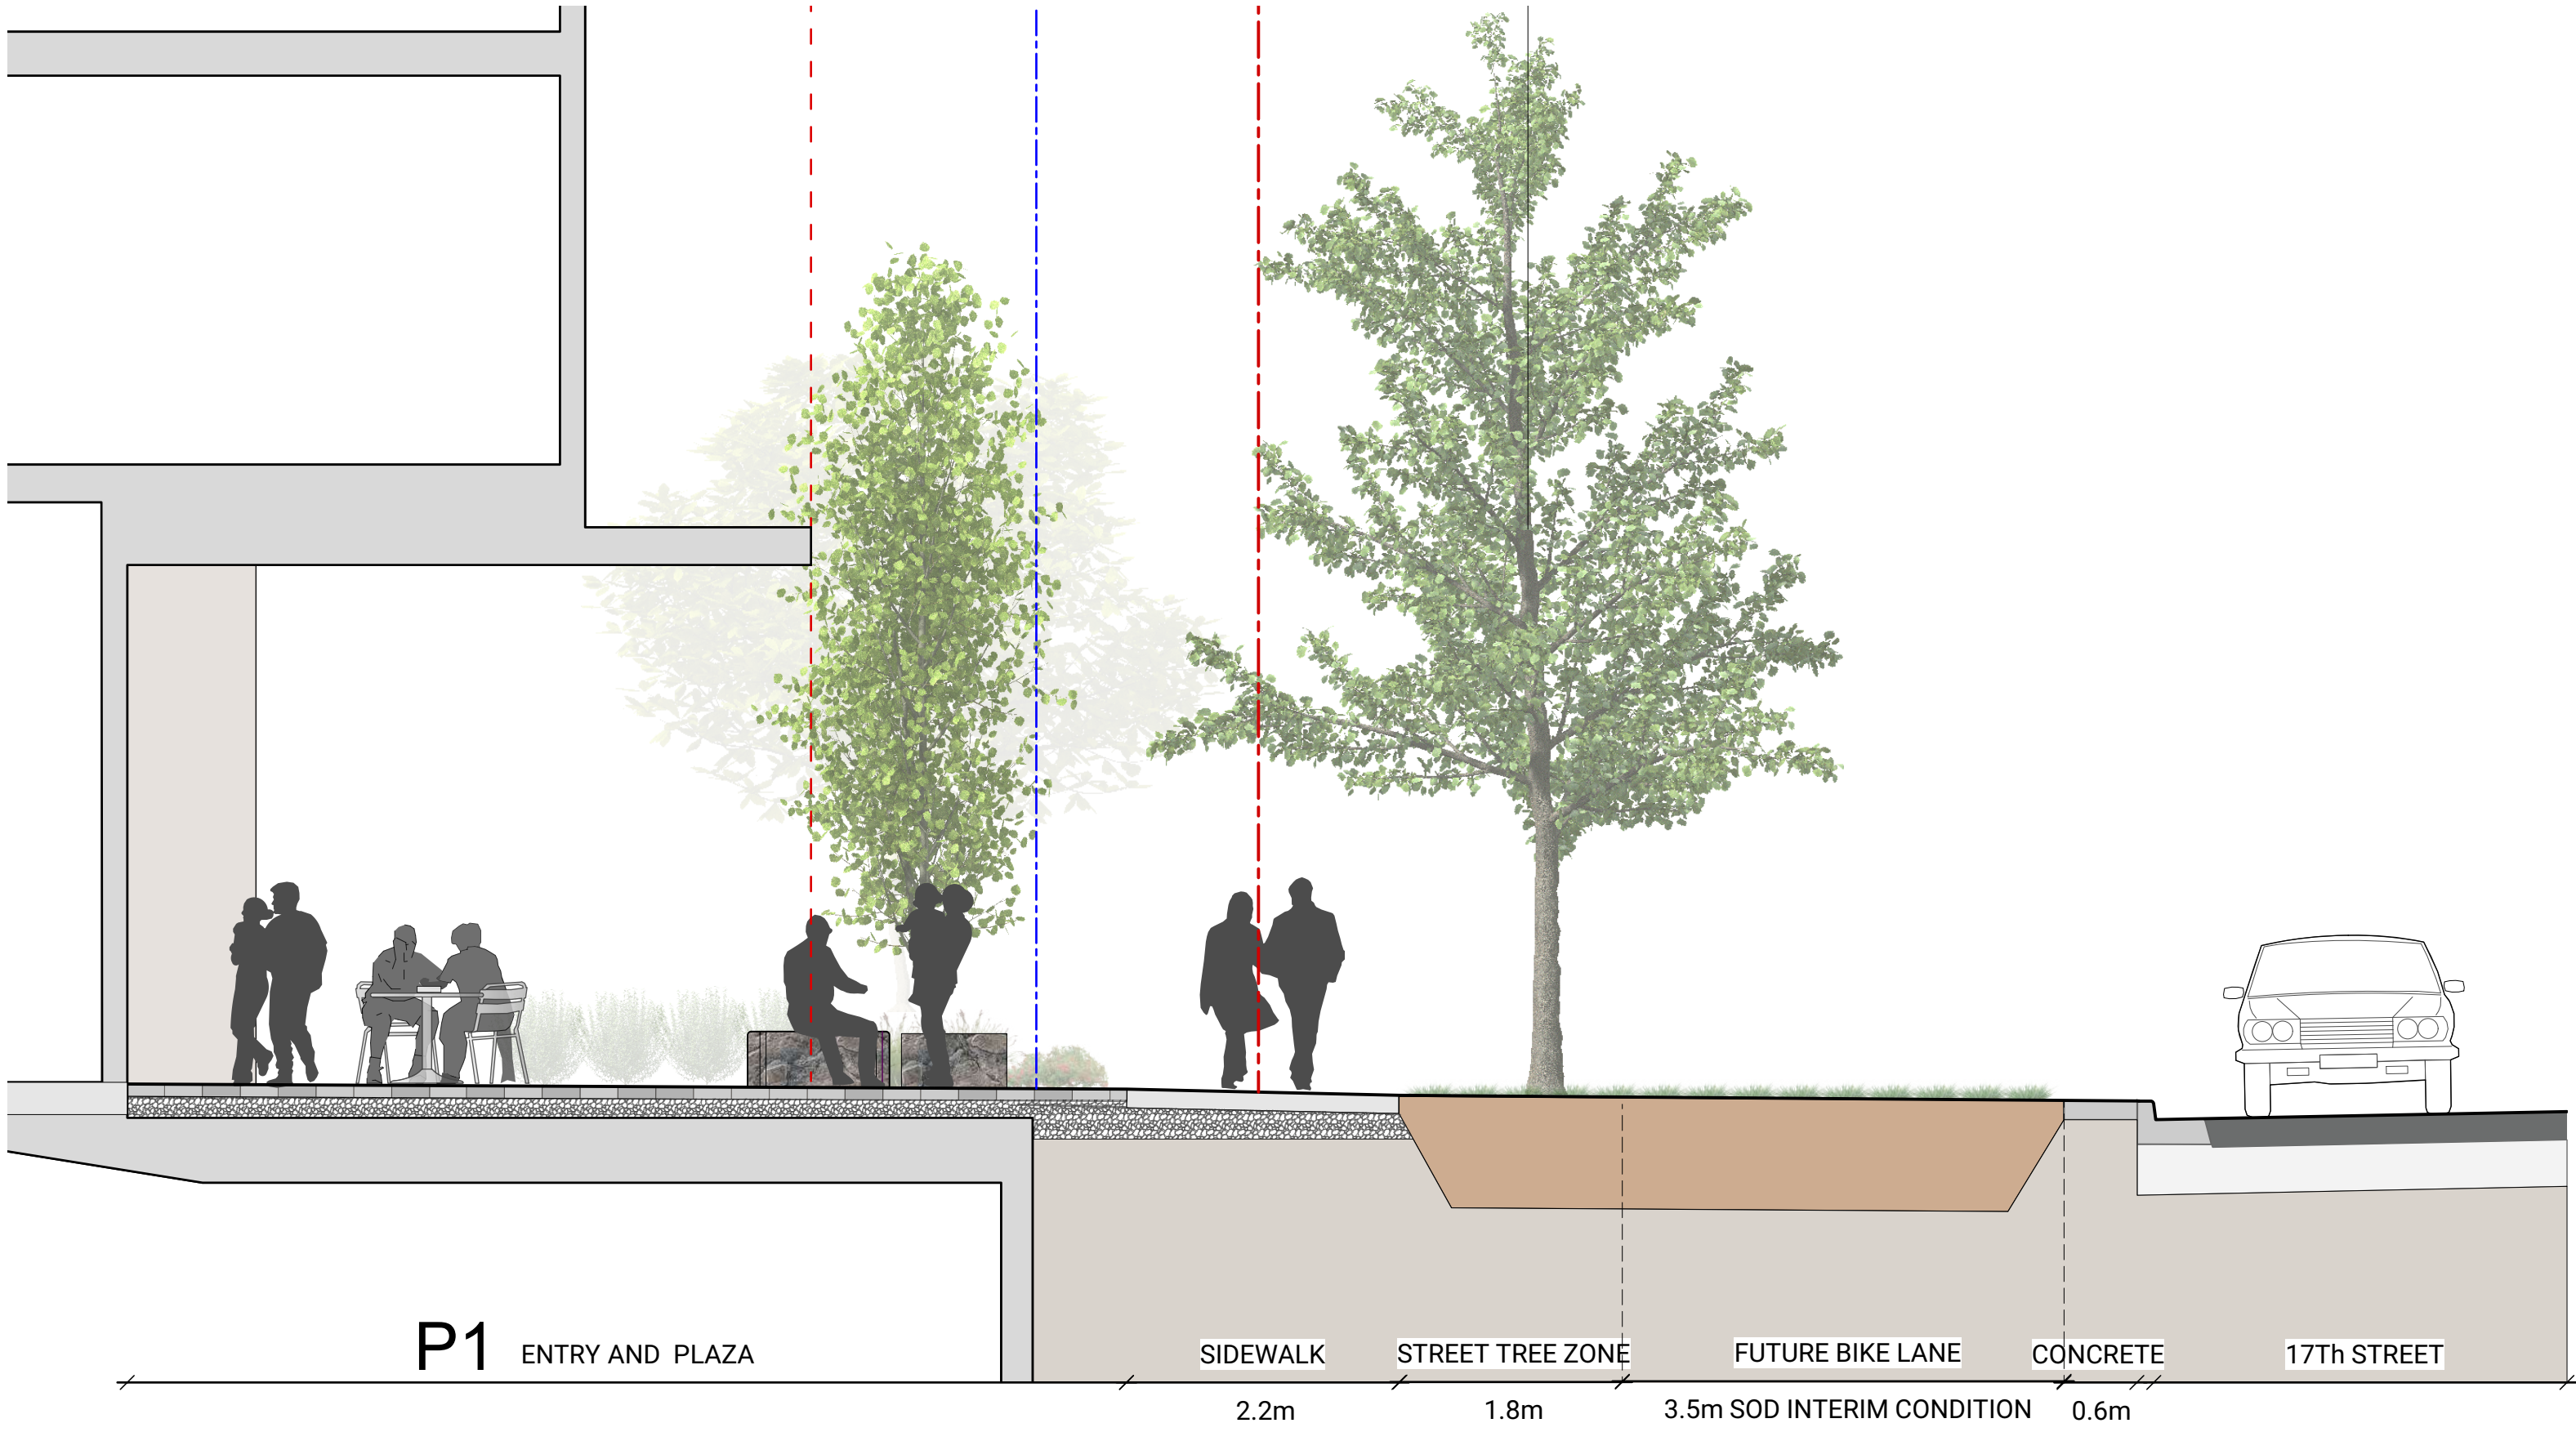 P1 ENTRY AND PLAZA
SIDEWALK
STREET TREE ZONE
FUTURE BIKE LANE
CONCRETE
17Th STREET
2.2m
1.8m
3.5m SOD INTERIM CONDITION
0.6m